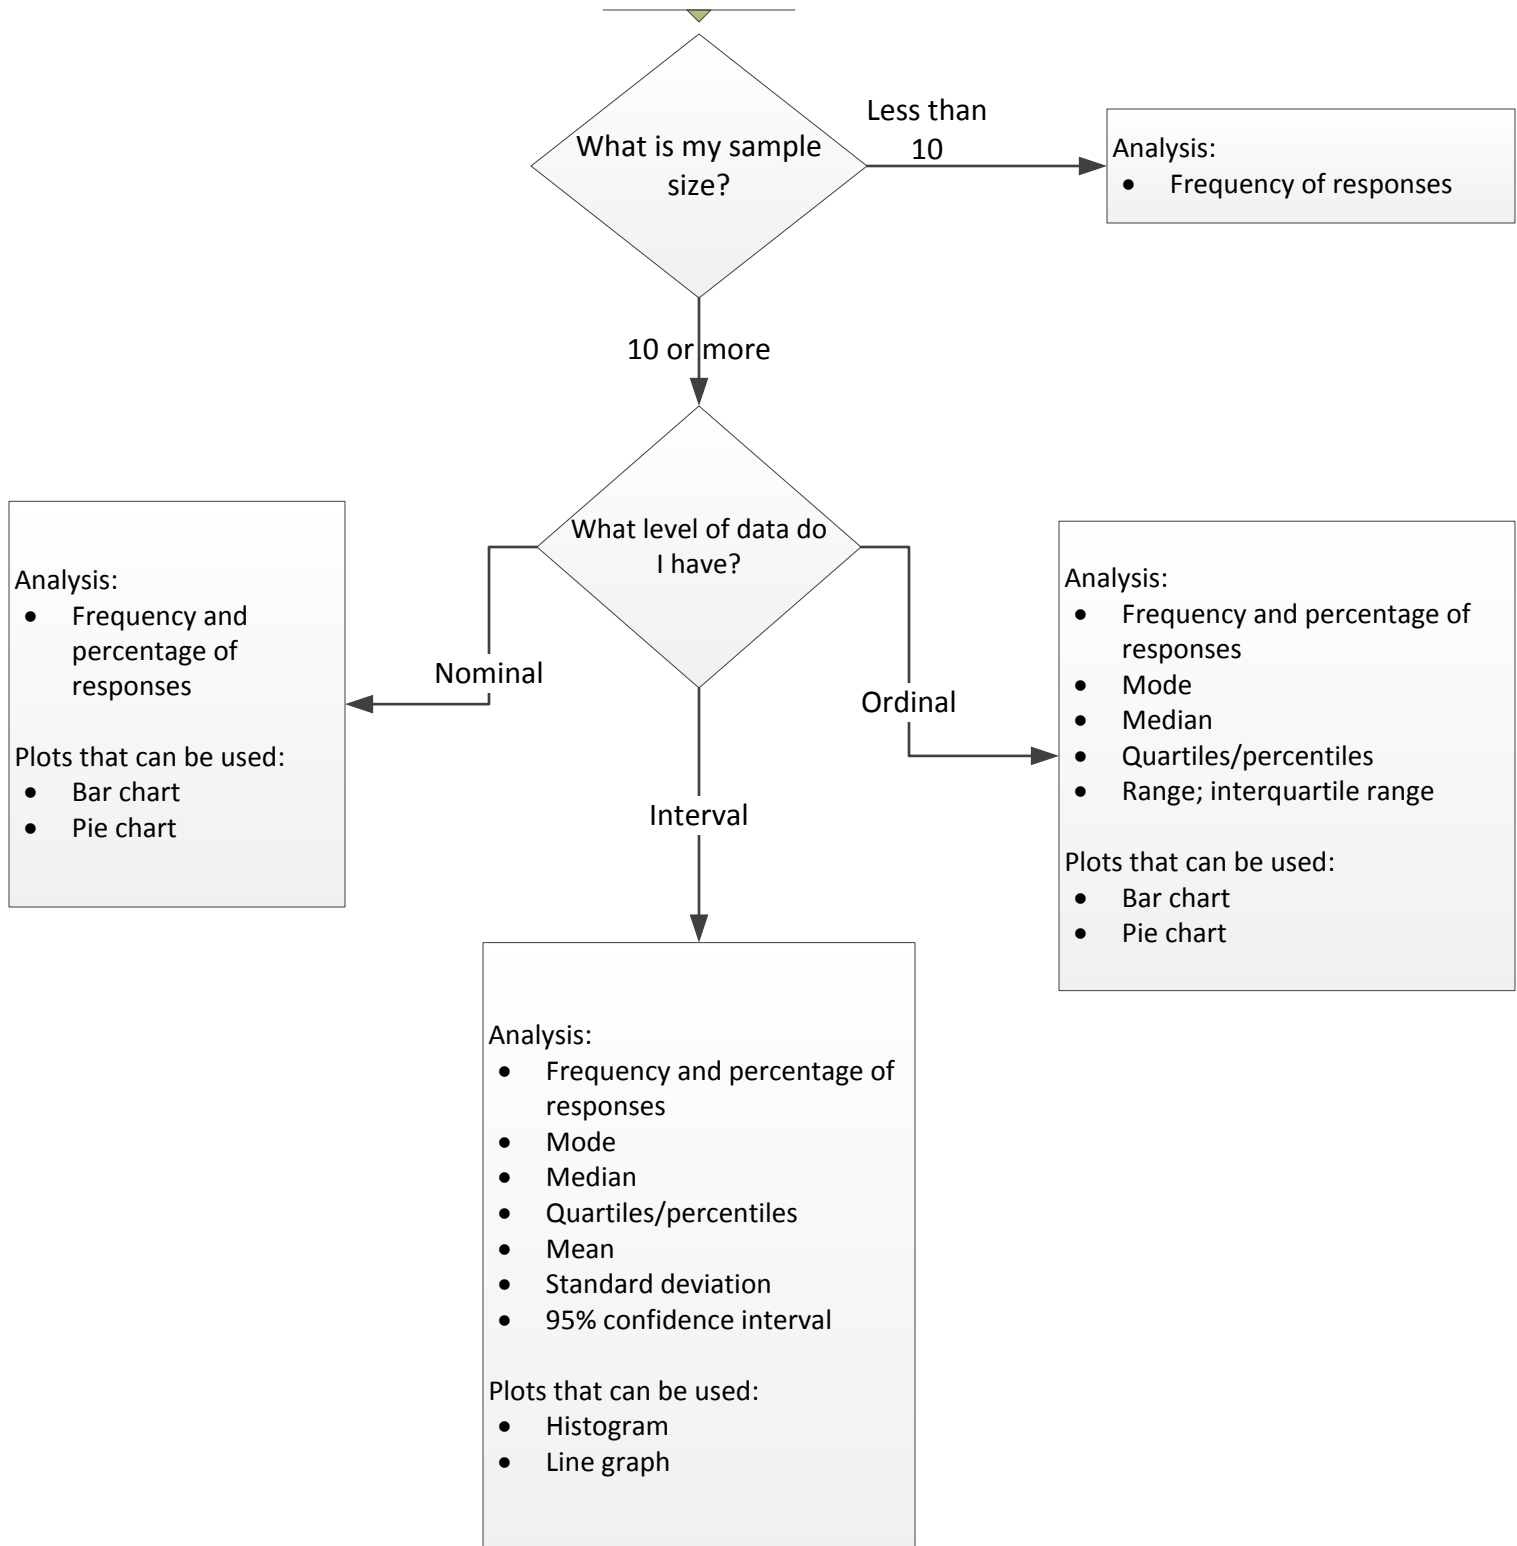 What is my sample
size?
Less than
10
Analysis:
• Frequency of responses
10 or more
What level of data do
I have?
Nominal
Analysis:
• Frequency and
percentage of
responses
Plots that can be used:
• Bar chart
• Pie chart
Ordinal
Analysis:
• Frequency and percentage of
responses
• Mode
• Median
• Quartiles/percentiles
• Range; interquartile range
Plots that can be used:
• Bar chart
• Pie chart
Interval
Analysis:
• Frequency and percentage of
responses
• Mode
• Median
• Quartiles/percentiles
• Mean
• Standard deviation
• 95% confidence interval
Plots that can be used:
• Histogram
• Line graph